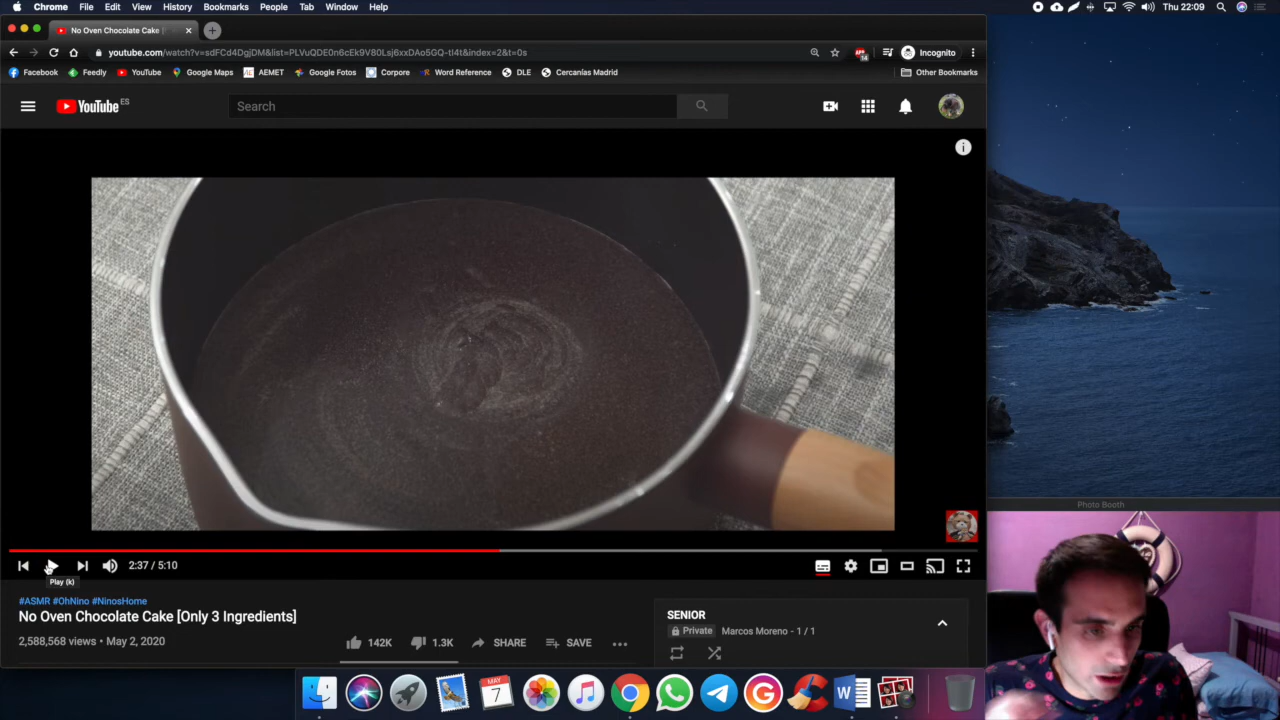 Chrome File Edit View History Bookmarks People Tab Window Help Thu 22:09
No Oven Chocolate Cake [
youtube.com/watch?v=sdFCd4DgjDM&list=PLVuQDE0n6cEk9V80Lsj6xxDAo5GQ-tI4t&index=2&t=0s Incognito
Facebook Feedly YouTube Google Maps AEMET Google Fotos Corpore Word Reference DLE Cercanías Madrid Other Bookmarks
YouTube ES Search
Photo Booth
2:37 / 5:10
Play (k)
#ASMR #OhNino #NinosHome
No Oven Chocolate Cake [Only 3 Ingredients]
2,588,568 views • May 2, 2020 142K 1.3K SHARE SAVE
SENIOR
Private Marcos Moreno - 1 / 1
MAY
7